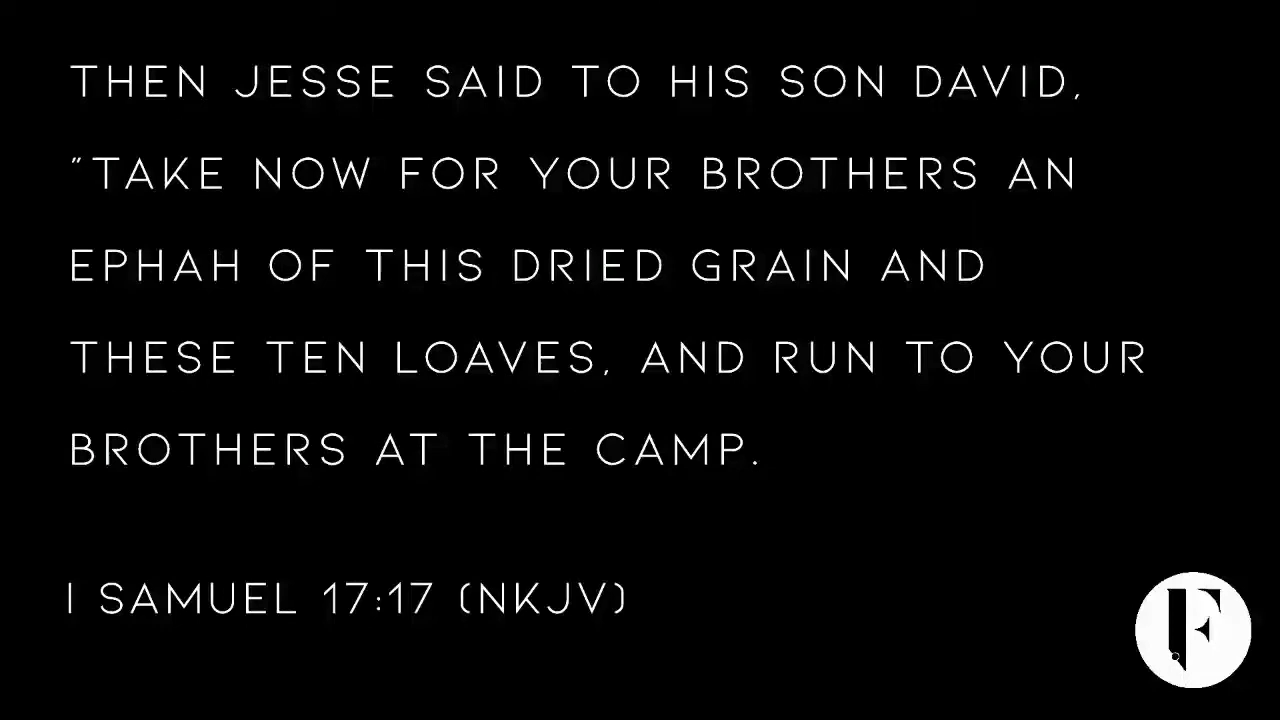 THEN JESSE SAID TO HIS SON DAVID,
"TAKE NOW FOR YOUR BROTHERS AN
EPHAH OF THIS DRIED GRAIN AND
THESE TEN LOAVES, AND RUN TO YOUR
BROTHERS AT THE CAMP.
I SAMUEL 17:17 (NKJV)
F